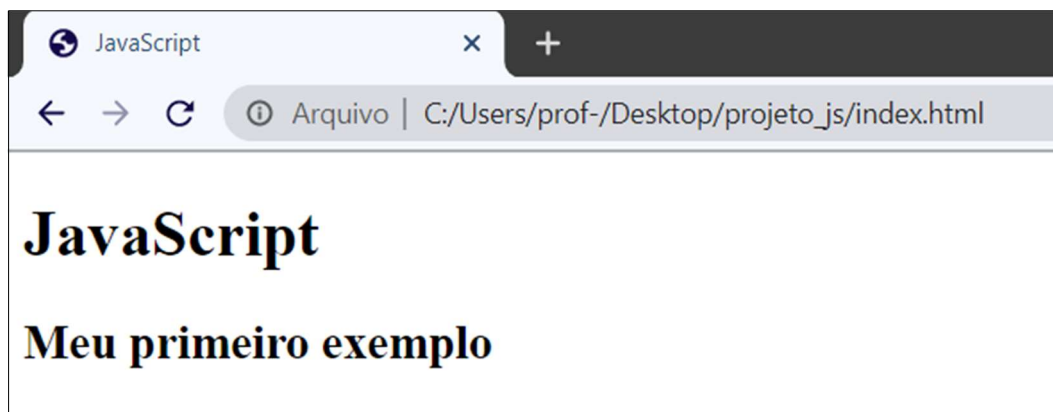 JavaScript
Arquivo | C:/Users/prof-/Desktop/projeto_js/index.html
JavaScript
Meu primeiro exemplo